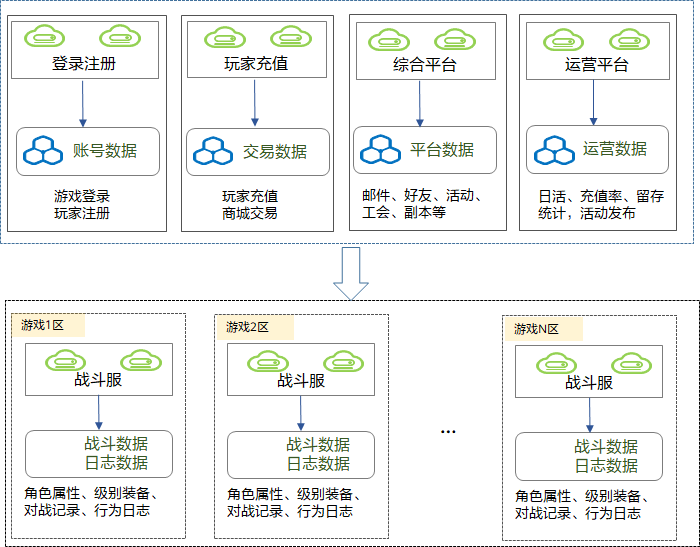 登录注册
玩家充值
综合平台
运营平台
账号数据
交易数据
平台数据
运营数据
游戏登录
玩家注册
玩家充值
商城交易
邮件、好友、活动、
工会、副本等
日活、充值率、留存
统计，活动发布
游戏1区
战斗服
战斗数据
日志数据
角色属性、级别装备、
对战记录、行为日志
游戏2区
战斗服
战斗数据
日志数据
角色属性、级别装备、
对战记录、行为日志
...
游戏N区
战斗服
战斗数据
日志数据
角色属性、级别装备、
对战记录、行为日志